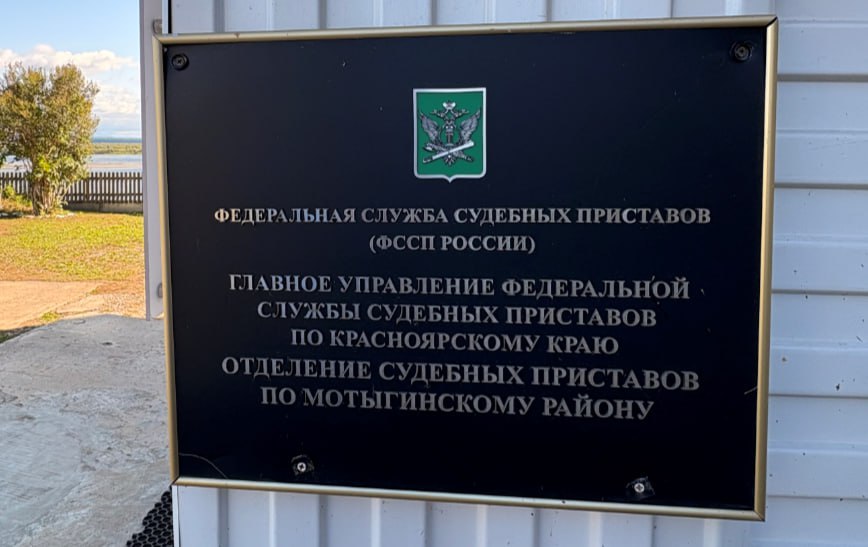 ФЕДЕРАЛЬНАЯ СЛУЖБА СУДЕБНЫХ ПРИСТАВОВ
(ФССП РОССИИ)
ГЛАВНОЕ УПРАВЛЕНИЕ ФЕДЕРАЛЬНОЙ
СЛУЖБЫ СУДЕБНЫХ ПРИСТАВОВ
ПО КРАСНОЯРСКОМУ КРАЮ
ОТДЕЛЕНИЕ СУДЕБНЫХ ПРИСТАВОВ
ПО МОТЫГИНСКОМУ РАЙОНУ